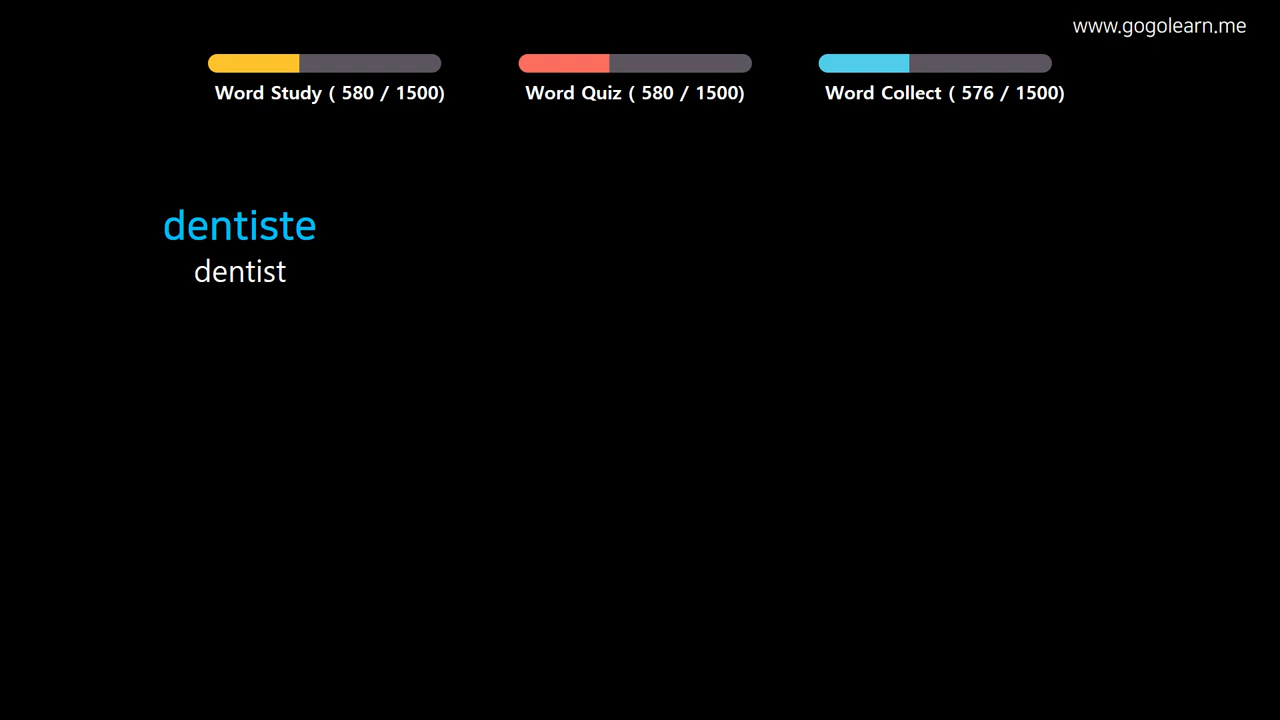 www.gogolearn.me
Word Study ( 580 / 1500)
Word Quiz ( 580 / 1500)
Word Collect ( 576 / 1500)
dentiste
dentist